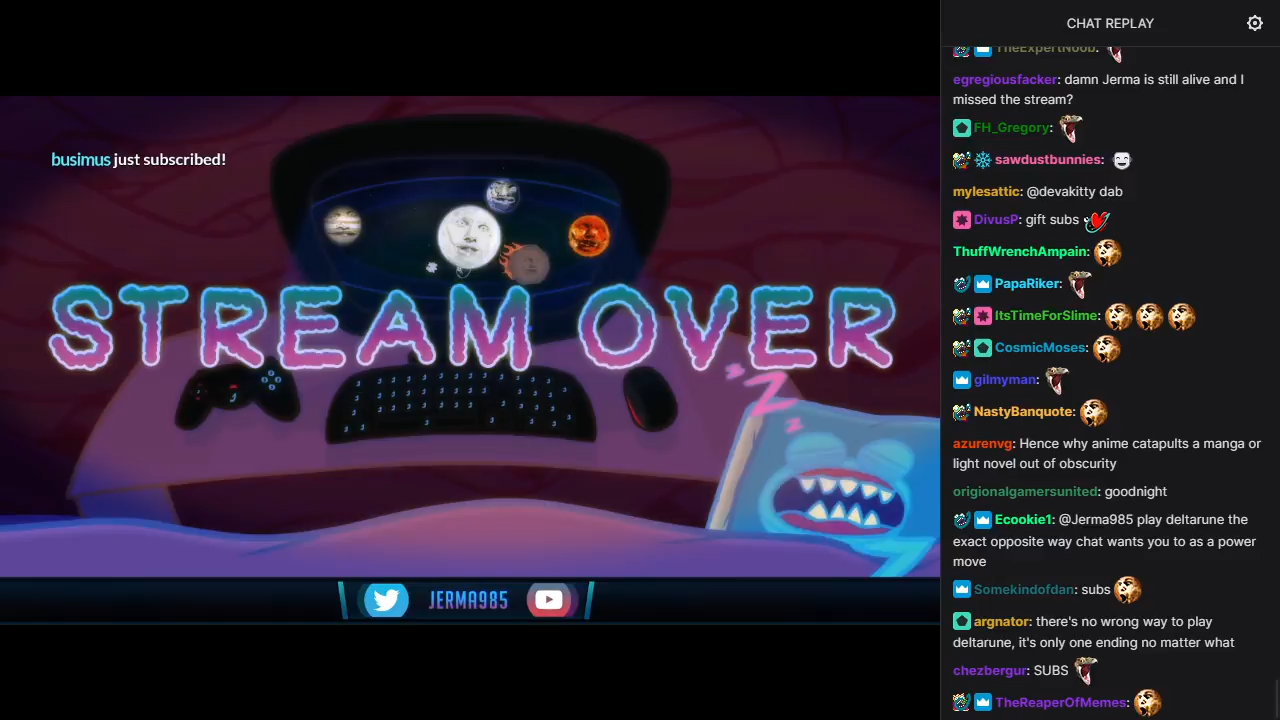 busimus just subscribed!
STREAM OVER
JERMA985
CHAT REPLAY
TheExpertNoob:
egregiousfacker: damn Jerma is still alive and I
missed the stream?
FH_Gregory:
sawdustbunnies:
mylesattic: @devakitty dab
DivusP: gift subs
ThuffWrenchAmpain:
PapaRiker:
ItsTimeForSlime:
CosmicMoses:
gilmyman:
NastyBanquote:
azurenvg: Hence why anime catapults a manga or
light novel out of obscurity
origionalgamersunited: goodnight
Ecookie1: @Jerma985 play deltarune the
exact opposite way chat wants you to as a power
move
Somekindofdan: subs
argnator: there's no wrong way to play
deltarune, it's only one ending no matter what
chezbergur: SUBS
TheReaperOfMemes: